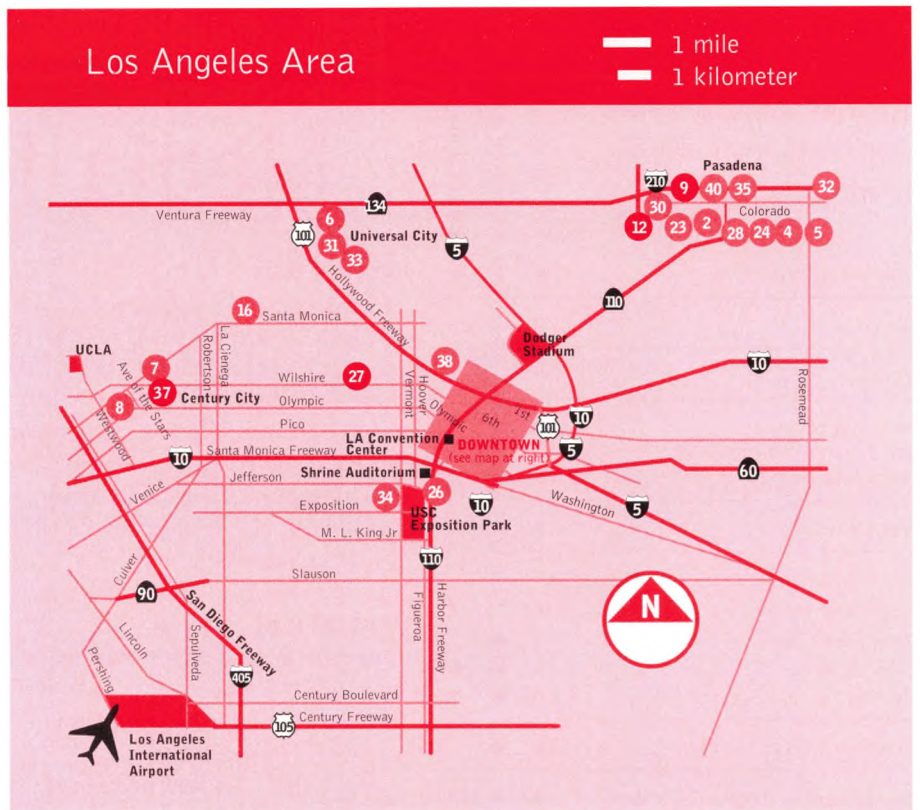 Los Angeles Area
1 mile
1 kilometer
Pasadena
210
9
40
35
32
134
Ventura Freeway
30
12
23
2
Colorado
28
24
4
5
6
101
Universal City
31
33
5
Hollywood Freeway
110
16
Santa Monica
UCLA
Ave of the Stars
Robertson
La Cienega
Dodger
Stadium
7
38
37
Century City
Wilshire
27
Vermont
Hoover
10
Rosemead
8
Olympic
Olympic
6th
1st
10
101
Westwood
Pico
LA Convention
Center
DOWNTOWN
(see map at right)
5
10
Santa Monica Freeway
60
Jefferson
Shrine Auditorium
Venice
34
26
10
Washington
5
Exposition
USC
Exposition Park
M. L. King Jr
110
Culver
Slauson
90
San Diego Freeway
Figueroa
Harbor Freeway
N
Lincoln
Sepulveda
Pershing
405
Century Boulevard
105
Century Freeway
Los Angeles
International
Airport